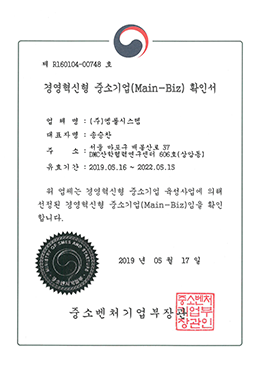 제 R160104-00748 호
경영혁신형 중소기업(Main-Biz) 확인서
업 체 명 : (주)엠폴시스템
대표자명 : 송승한
주 소 : 서울 마포구 매봉산로 37
DMC산학협력연구센터 606호(상암동)
유효기간 : 2019.05.16 ~ 2022.05.15
위 업체는 경영혁신형 중소기업 육성사업에 의해
선정된 경영혁신형 중소기업(Main-Biz)임을 확인
합니다.
2019 년 05 월 17 일
중소벤처기업부장관
중소벤처
기업부
장관인